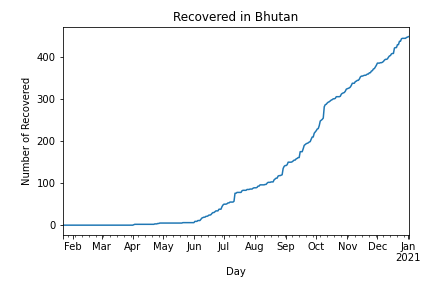 Recovered in Bhutan
Number of Recovered
400
300
200
100
0
Feb Mar Apr May Jun Jul Aug Sep Oct Nov Dec Jan
2021
Day